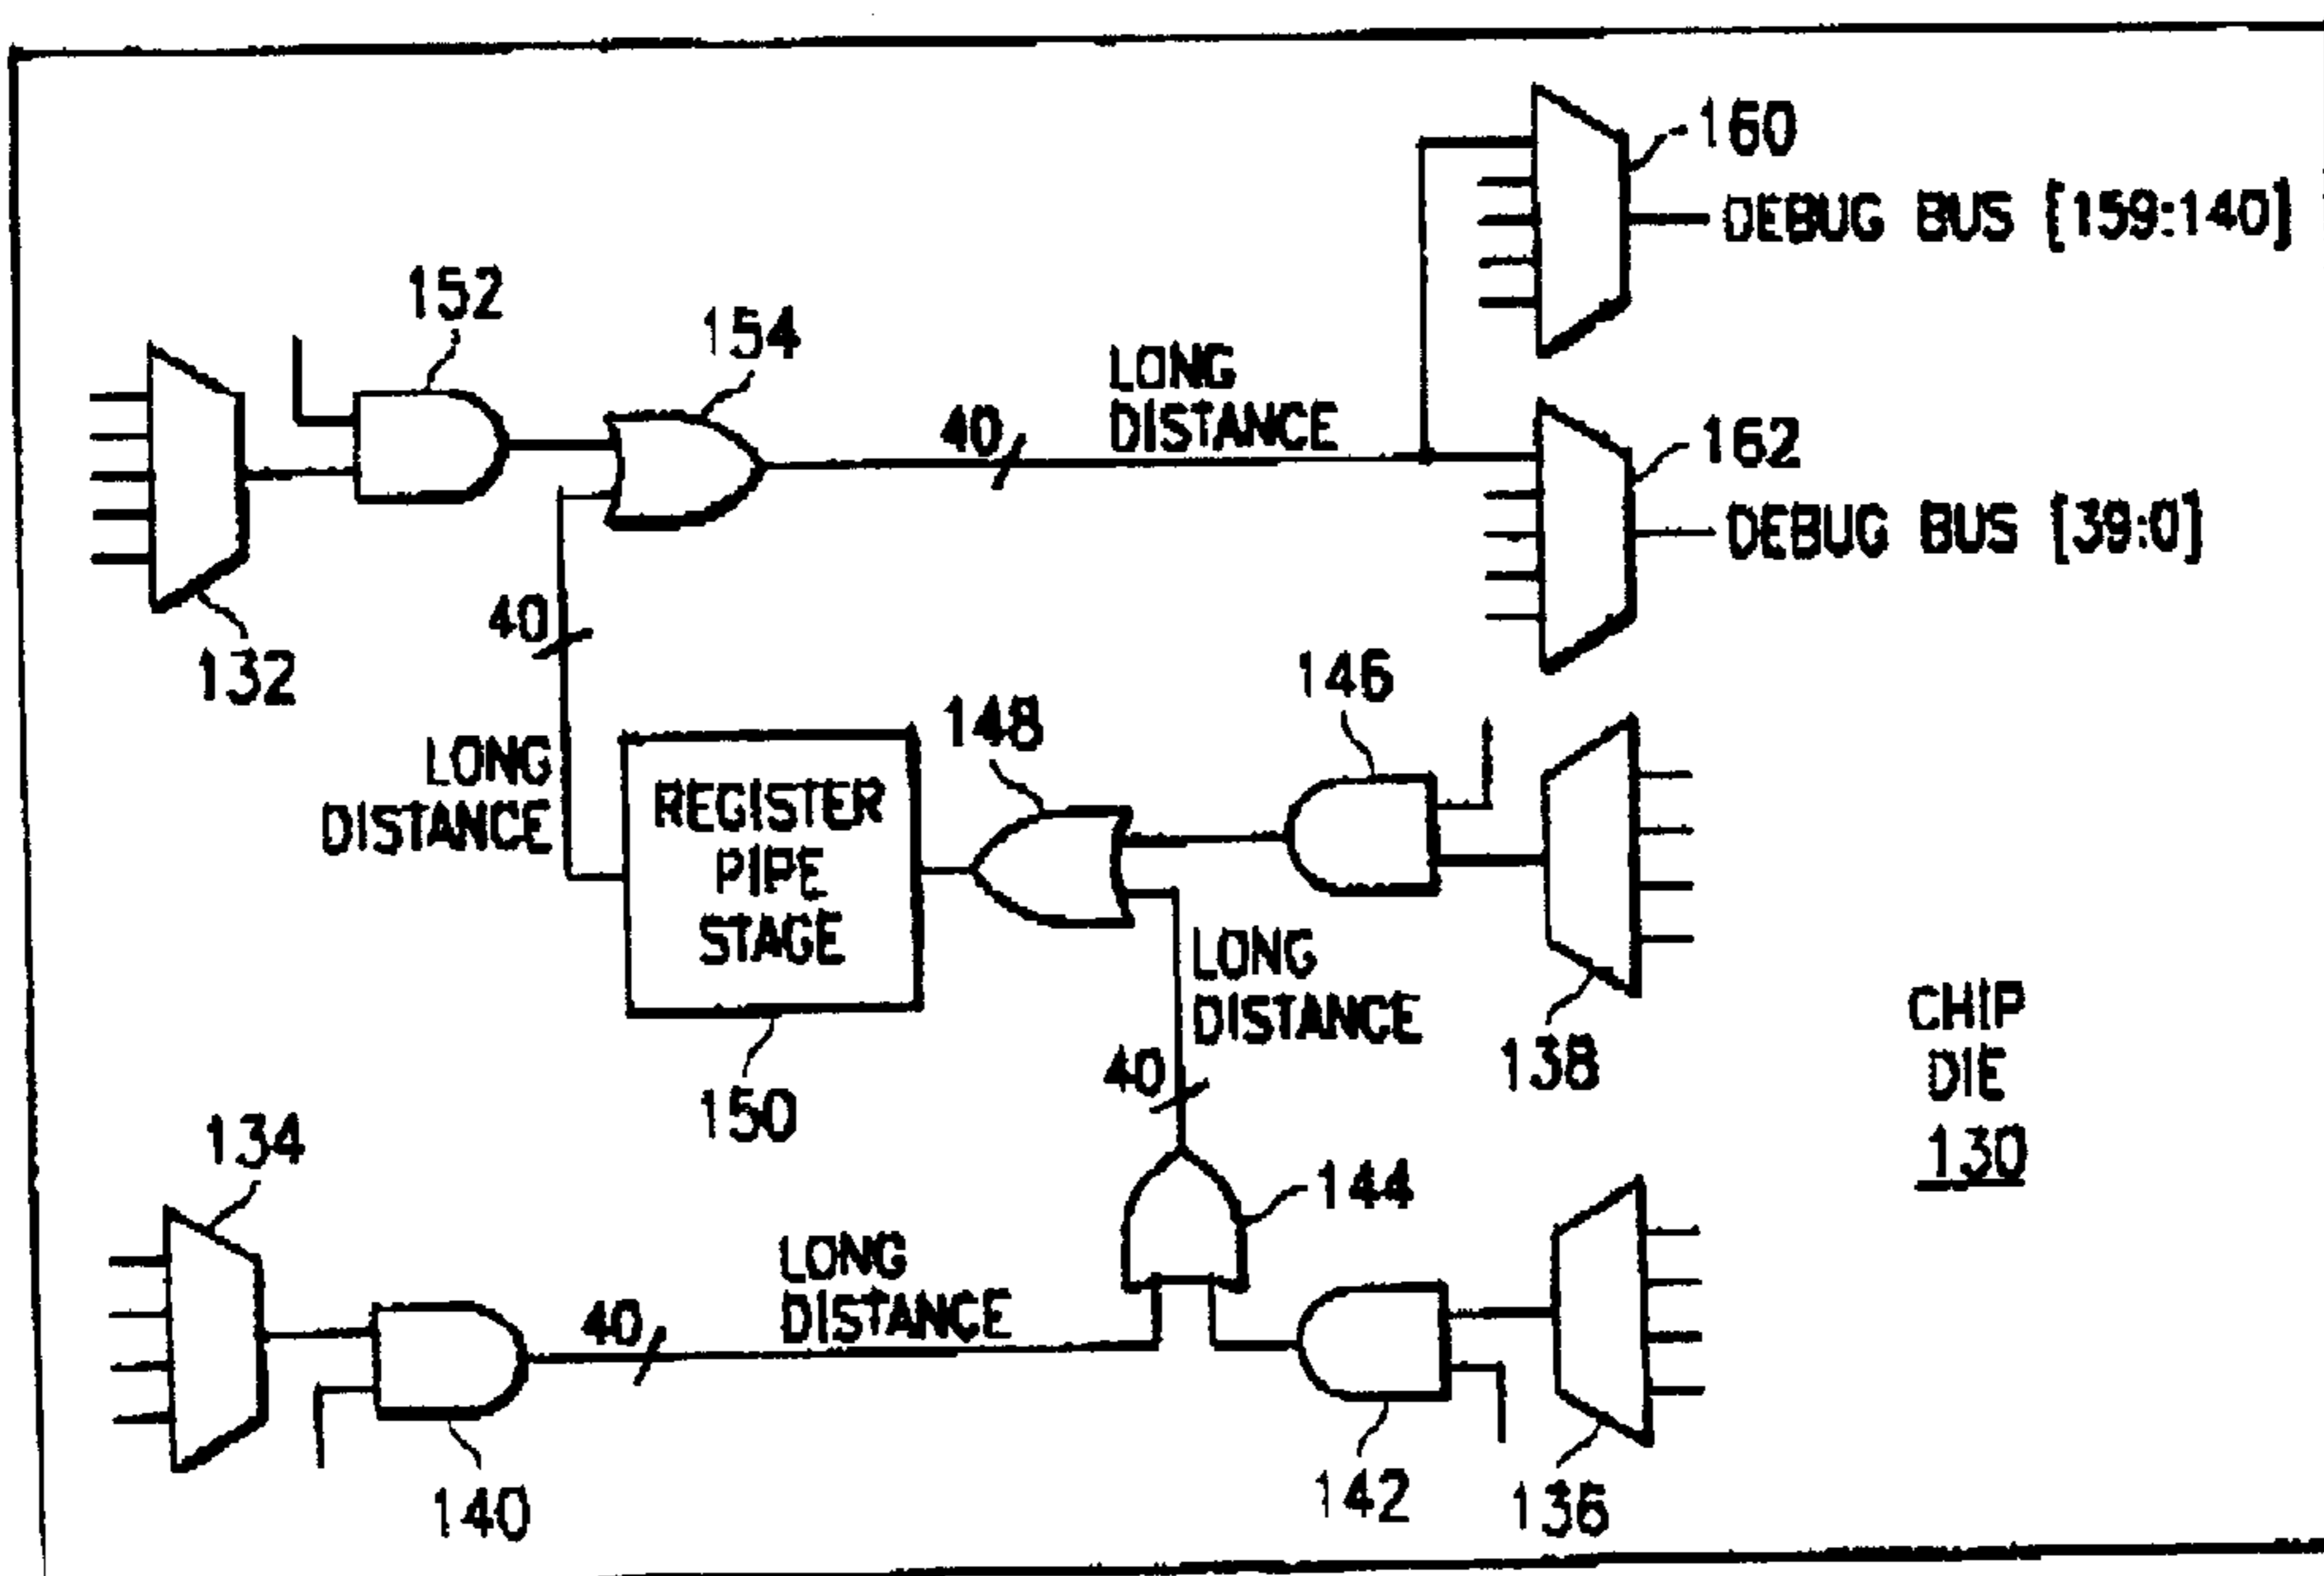 160
DEBUG BUS [159:140]
152
154
LONG
DISTANCE
40
162
DEBUG BUS [39:0]
40
132
146
148
LONG
DISTANCE
REGISTER
PIPE
STAGE
LONG
DISTANCE
138
CHIP
DIE
130
40
150
134
144
LONG
DISTANCE
40
140
142
136